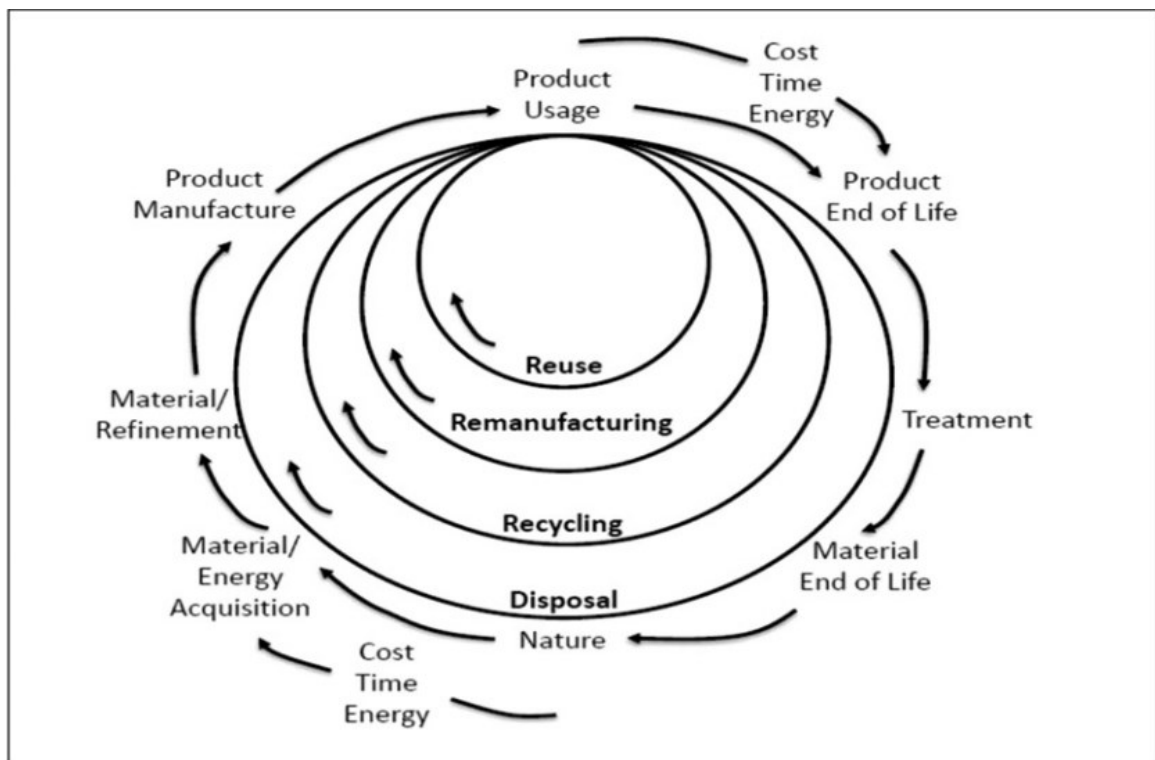 Product
Usage
Cost
Time
Energy
Product
End of Life
Treatment
Material
End of Life
Nature
Cost
Time
Energy
Material/
Energy
Acquisition
Material/
Refinement
Product
Manufacture
Reuse
Remanufacturing
Recycling
Disposal